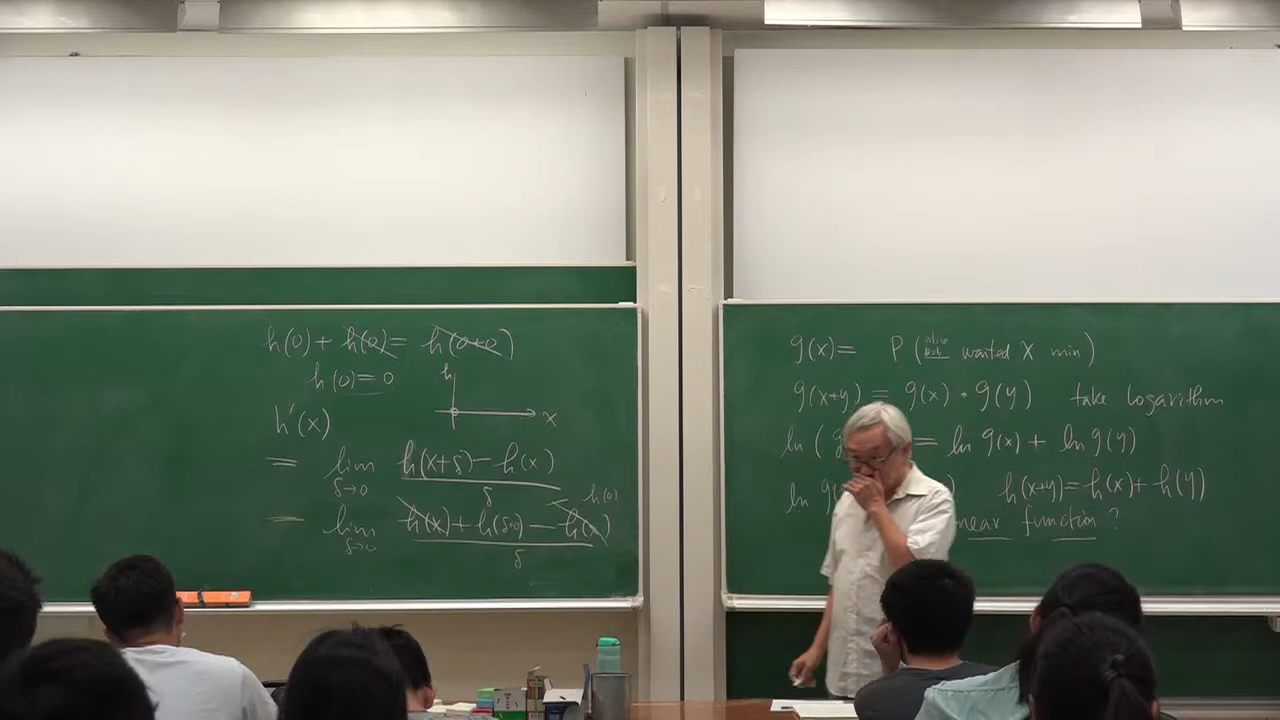 h(0) + h(0) = h(0+0)
h(0) = 0
h
x
h'(x)
= lim δ→0 h(x+δ) - h(x)
δ
- h(0)
= lim h(x) + h(δ+0) - h(x)
δ
g(x) = P ( waited X min )
g(x+y) = g(x) · g(y) take logarithm
ln ( g = ln g(x) + ln g(y)
ln g( ) h(x+y) = h(x) + h(y)
near function ?